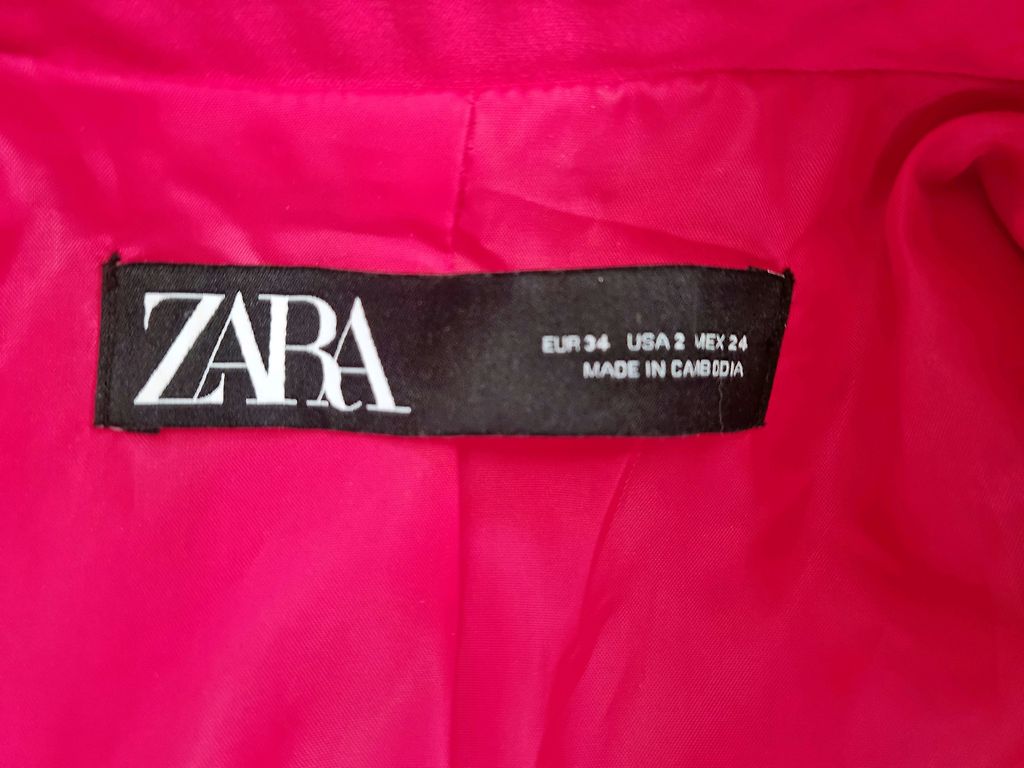 ZARA
EUR 34 USA 2 MEX 24
MADE IN CAMBODIA